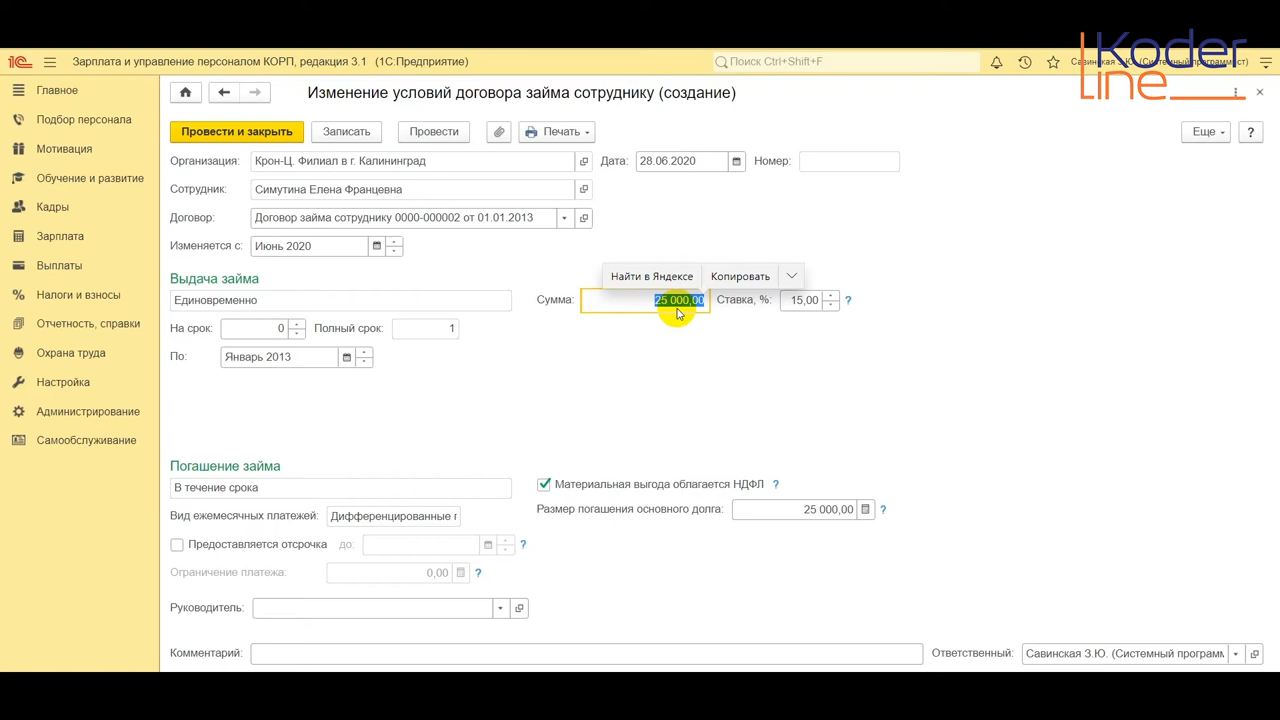 Koder
line
1С Зарплата и управление персоналом КОРП, редакция 3.1 (1С:Предприятие) Поиск Ctrl+Shift+F
Главное
Подбор персонала
Мотивация
Обучение и развитие
Кадры
Зарплата
Выплаты
Налоги и взносы
Отчетность, справки
Охрана труда
Настройка
Администрирование
Самообслуживание
Изменение условий договора займа сотруднику (создание)
Провести и закрыть Записать Провести Печать Еще ?
Организация: Крон-Ц. Филиал в г. Калининград Дата: 28.06.2020 Номер:
Сотрудник: Симутина Елена Францевна
Договор: Договор займа сотруднику 0000-000002 от 01.01.2013
Изменяется с: Июнь 2020
Найти в Яндексе Копировать
Выдача займа
Единовременно Сумма: 25 000,00 Ставка, %: 15,00 ?
На срок: 0 Полный срок: 1
По: Январь 2013
Погашение займа
В течение срока Материальная выгода облагается НДФЛ ?
Размер погашения основного долга: 25 000,00 ?
Вид ежемесячных платежей: Дифференцированные
Предоставляется отсрочка до: ?
Ограничение платежа: 0,00 ?
Руководитель:
Комментарий: Ответственный: Савинская З.Ю. (Системный программ